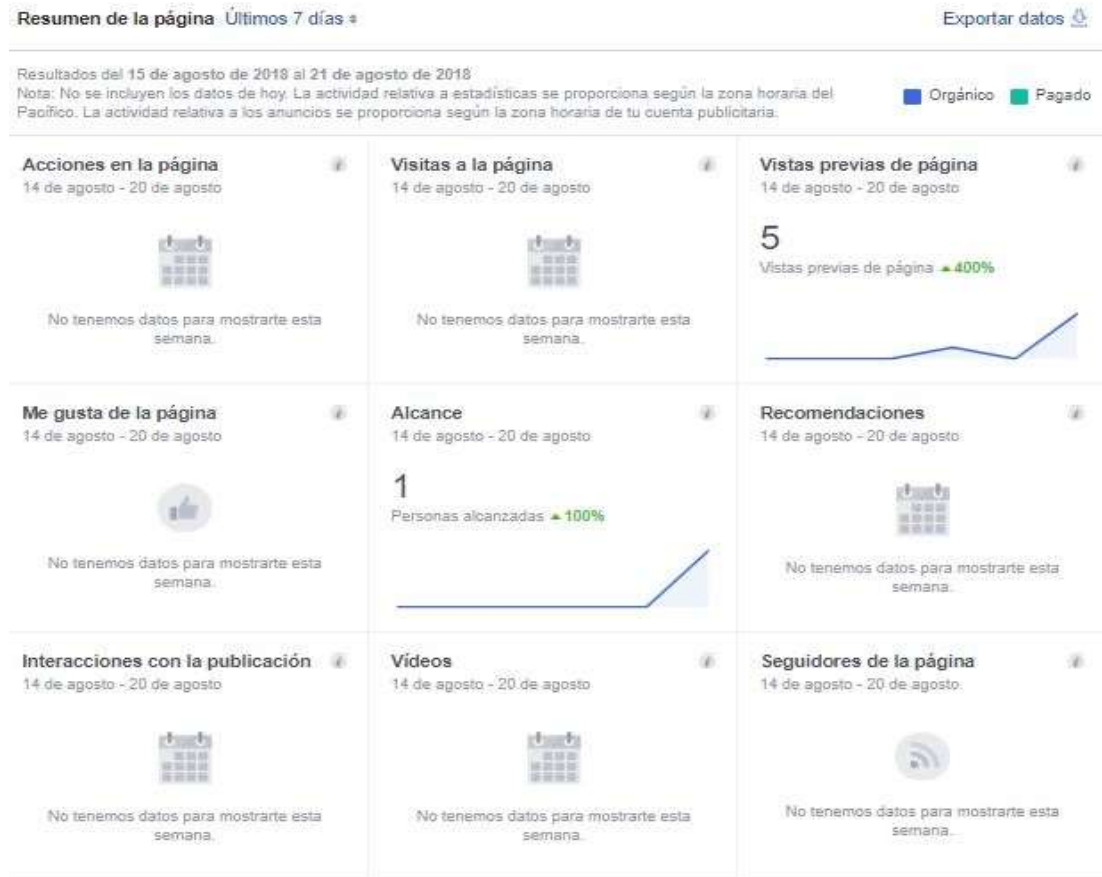 Resumen de la página Últimos 7 días
Exportar datos
Resultados del 15 de agosto de 2018 al 21 de agosto de 2018
Nota: No se incluyen los datos de hoy. La actividad relativa a estadísticas se proporciona según la zona horaria del
Pacífico. La actividad relativa a los anuncios se proporciona según la zona horaria de tu cuenta publicitaria.
Orgánico Pagado
Acciones en la página
14 de agosto - 20 de agosto
No tenemos datos para mostrarte esta
semana.
Visitas a la página
14 de agosto - 20 de agosto
No tenemos datos para mostrarte esta
semana.
Vistas previas de página
14 de agosto - 20 de agosto
5
Vistas previas de página 400%
Me gusta de la página
14 de agosto - 20 de agosto
No tenemos datos para mostrarte esta
semana.
Alcance
14 de agosto - 20 de agosto
1
Personas alcanzadas 100%
Recomendaciones
14 de agosto - 20 de agosto
No tenemos datos para mostrarte esta
semana.
Interacciones con la publicación
14 de agosto - 20 de agosto
No tenemos datos para mostrarte esta
semana.
Vídeos
14 de agosto - 20 de agosto
No tenemos datos para mostrarte esta
semana.
Seguidores de la página
14 de agosto - 20 de agosto
No tenemos datos para mostrarte esta
semana.